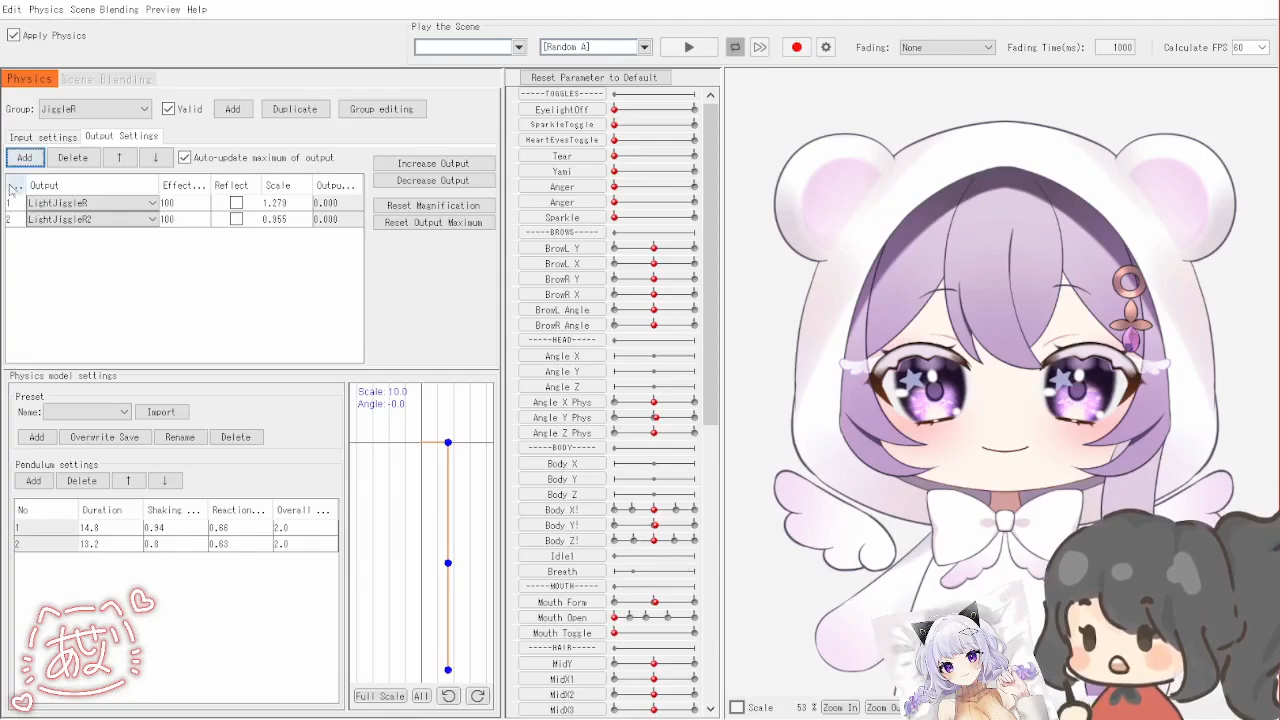 Edit Physics Scene Blending Preview Help
Apply Physics
Play the Scene
[Random A]
Fading: None Fading Time(ms): 1000 Calculate FPS 60
Physics Scene Blending
Reset Parameter to Default
Group: JiggleR Valid Add Duplicate Group editing
Input settings Output Settings
Add Delete ↑ ↓ Auto-update maximum of output
Increase Output
Decrease Output
Reset Magnification
Reset Output Maximum
... Output Effect... Reflect Scale Outpu...
1 LightJiggleR 100 1.279 0.000
2 LightJiggleR2 100 0.955 0.000
Physics model settings
Preset
Name: Import
Add Overwrite Save Rename Delete
Pendulum settings
Add Delete ↑ ↓
No Duration Shaking ... Reaction... Overall ...
1 14.8 0.94 0.66 2.0
2 13.2 0.8 0.63 2.0
Scale: 10.0
Angle: -0.0
Full Scale All
-----TOGGLES-----
EyelightOff
SparkleToggle
HeartEyesToggle
Tear
Yami
Anger
Anger
Sparkle
-----BROWS-----
BrowL Y
BrowL X
BrowR Y
BrowR X
BrowL Angle
BrowR Angle
-----HEAD-----
Angle X
Angle Y
Angle Z
Angle X Phys
Angle Y Phys
Angle Z Phys
-----BODY-----
Body X
Body Y
Body Z
Body X!
Body Y!
Body Z!
Idle1
Breath
-----MOUTH-----
Mouth Form
Mouth Open
Mouth Toggle
-----HAIR-----
MidY
MidX1
MidX2
MidX3
Scale 53 % Zoom In Zoom Ou